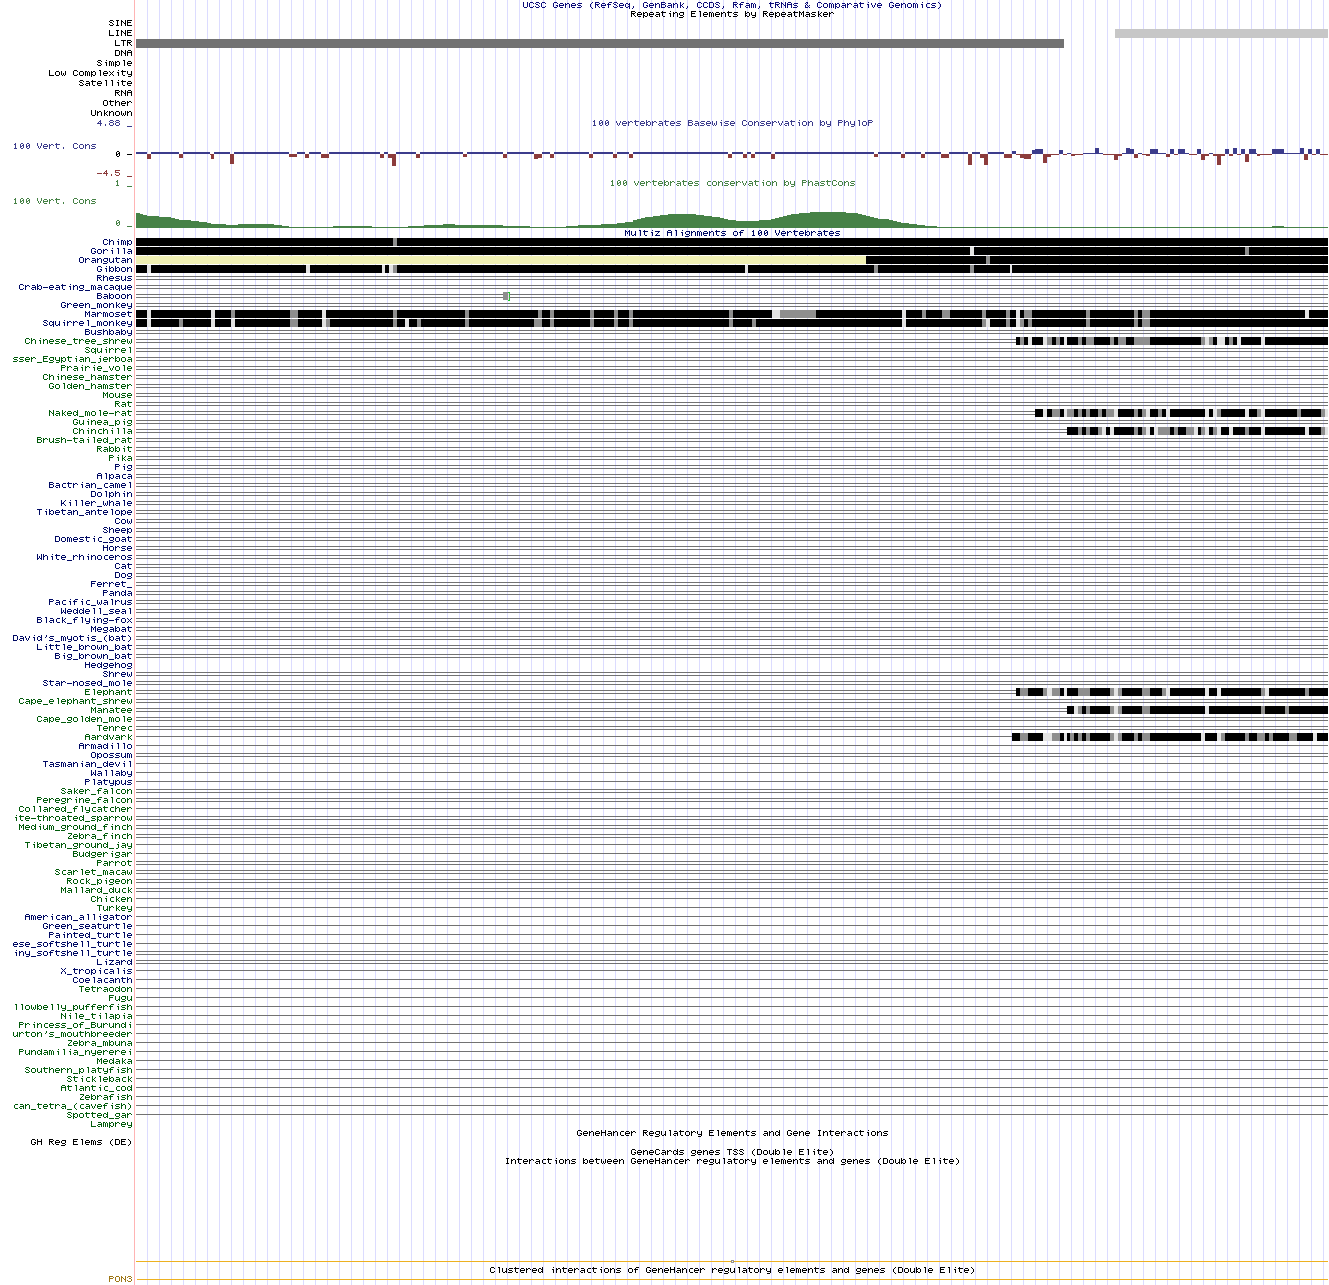 UCSC Genes (RefSeq, GenBank, CCDS, Rfam, tRNAs & Comparative Genomics)
Repeating Elements by RepeatMasker
SINE
LINE
LTR
DNA
Simple
Low Complexity
Satellite
RNA
Other
Unknown
100 vertebrates Basewise Conservation by PhyloP
4.88 _
100 Vert. Cons
0 _
-4.5 _
100 vertebrates conservation by PhastCons
1 _
100 Vert. Cons
0 _
Multiz Alignments of 100 Vertebrates
Chimp
Gorilla
Orangutan
Gibbon
Rhesus
Crab-eating_macaque
Baboon
Green_monkey
Marmoset
Squirrel_monkey
Bushbaby
Chinese_tree_shrew
Squirrel
sser_Egyptian_jerboa
Prairie_vole
Chinese_hamster
Golden_hamster
Mouse
Rat
Naked_mole-rat
Guinea_pig
Chinchilla
Brush-tailed_rat
Rabbit
Pika
Pig
Alpaca
Bactrian_camel
Dolphin
Killer_whale
Tibetan_antelope
Cow
Sheep
Domestic_goat
Horse
White_rhinoceros
Cat
Dog
Ferret_
Panda
Pacific_walrus
Weddell_seal
Black_flying-fox
Megabat
David's_myotis_(bat)
Little_brown_bat
Big_brown_bat
Hedgehog
Shrew
Star-nosed_mole
Elephant
Cape_elephant_shrew
Manatee
Cape_golden_mole
Tenrec
Aardvark
Armadillo
Opossum
Tasmanian_devil
Wallaby
Platypus
Saker_falcon
Peregrine_falcon
Collared_flycatcher
ite-throated_sparrow
Medium_ground_finch
Zebra_finch
Tibetan_ground_jay
Budgerigar
Parrot
Scarlet_macaw
Rock_pigeon
Mallard_duck
Chicken
Turkey
American_alligator
Green_seaturtle
Painted_turtle
ese_softshell_turtle
iny_softshell_turtle
Lizard
X_tropicalis
Coelacanth
Tetraodon
Fugu
llowbelly_pufferfish
Nile_tilapia
Princess_of_Burundi
urton's_mouthbreeder
Zebra_mbuna
Pundamilia_nyererei
Medaka
Southern_platyfish
Stickleback
Atlantic_cod
Zebrafish
can_tetra_(cavefish)
Spotted_gar
Lamprey
GeneHancer Regulatory Elements and Gene Interactions
GH Reg Elems (DE)
GeneCards genes TSS (Double Elite)
Interactions between GeneHancer regulatory elements and genes (Double Elite)
Clustered interactions of GeneHancer regulatory elements and genes (Double Elite)
PON3